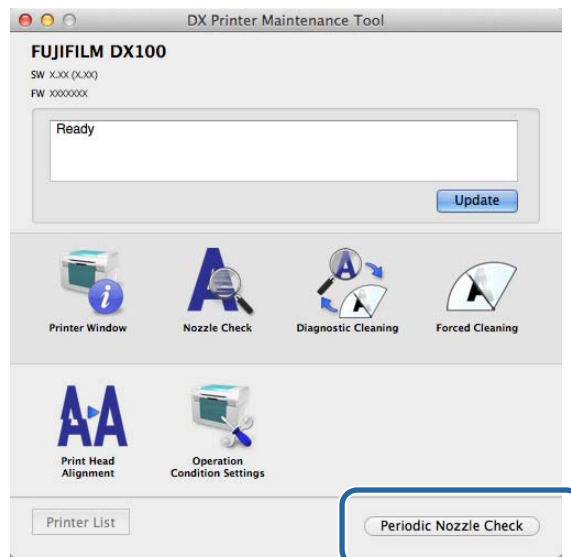 DX Printer Maintenance Tool
FUJIFILM DX100
SW X.XX (X.XX)
FW XXXXXXX
Ready
Update
Printer Window
Nozzle Check
Diagnostic Cleaning
Forced Cleaning
Print Head
Alignment
Operation
Condition Settings
Printer List
Periodic Nozzle Check